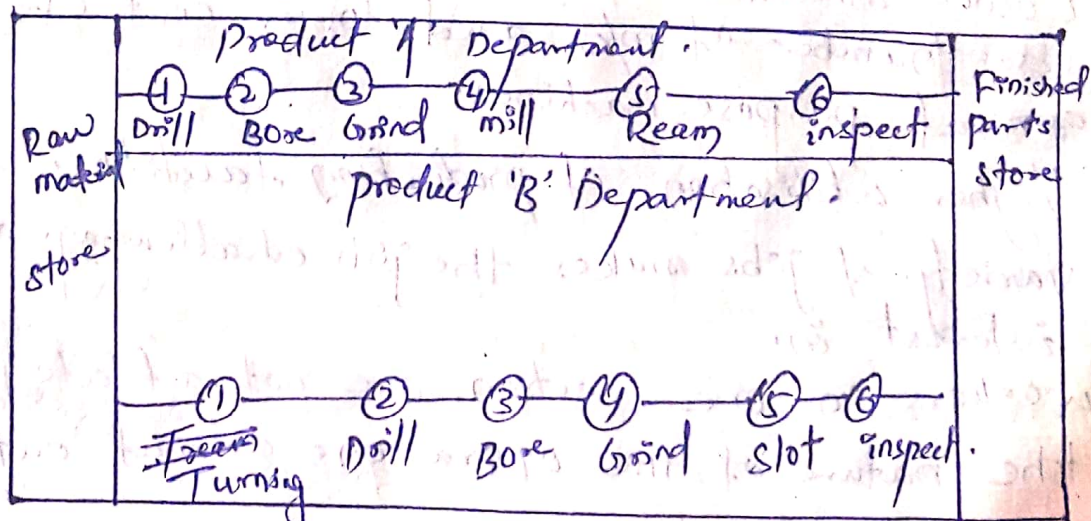 Product 'A' Department.
① ② ③ ④ ⑤ ⑥
Drill Bore Grind mill Ream inspect.
Raw
material
store
Finished
parts
store
Product 'B' Department.
① ② ③ ④ ⑤ ⑥
Turning Drill Bore Grind Slot inspect.